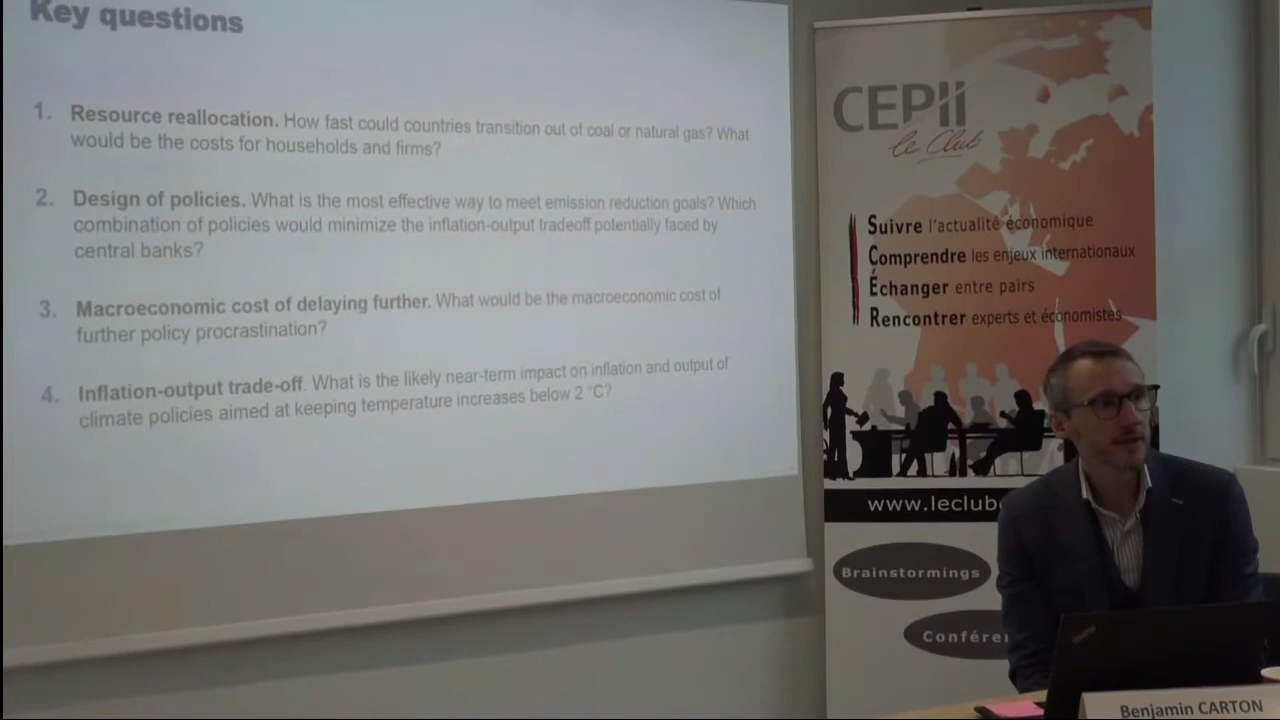 Key questions
1. Resource reallocation. How fast could countries transition out of coal or natural gas? What
would be the costs for households and firms?
2. Design of policies. What is the most effective way to meet emission reduction goals? Which
combination of policies would minimize the inflation-output tradeoff potentially faced by
central banks?
3. Macroeconomic cost of delaying further. What would be the macroeconomic cost of
further policy procrastination?
4. Inflation-output trade-off. What is the likely near-term impact on inflation and output of
climate policies aimed at keeping temperature increases below 2 °C?
CEPII
le Club
Suivre l'actualité économique
Comprendre les enjeux internationaux
Échanger entre pairs
Rencontrer experts et économistes
www.leclub
Brainstormings
Confére
ThinkPad
Benjamin CARTON